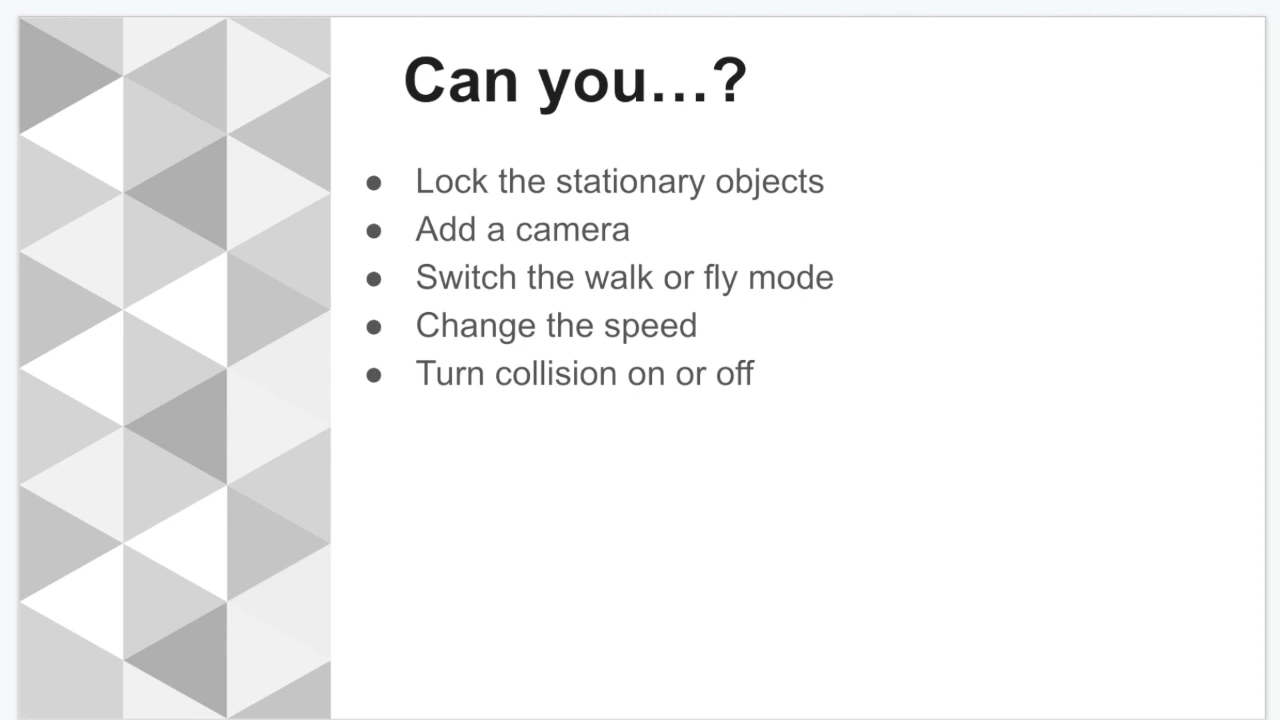 Can you...?
● Lock the stationary objects
● Add a camera
● Switch the walk or fly mode
● Change the speed
● Turn collision on or off